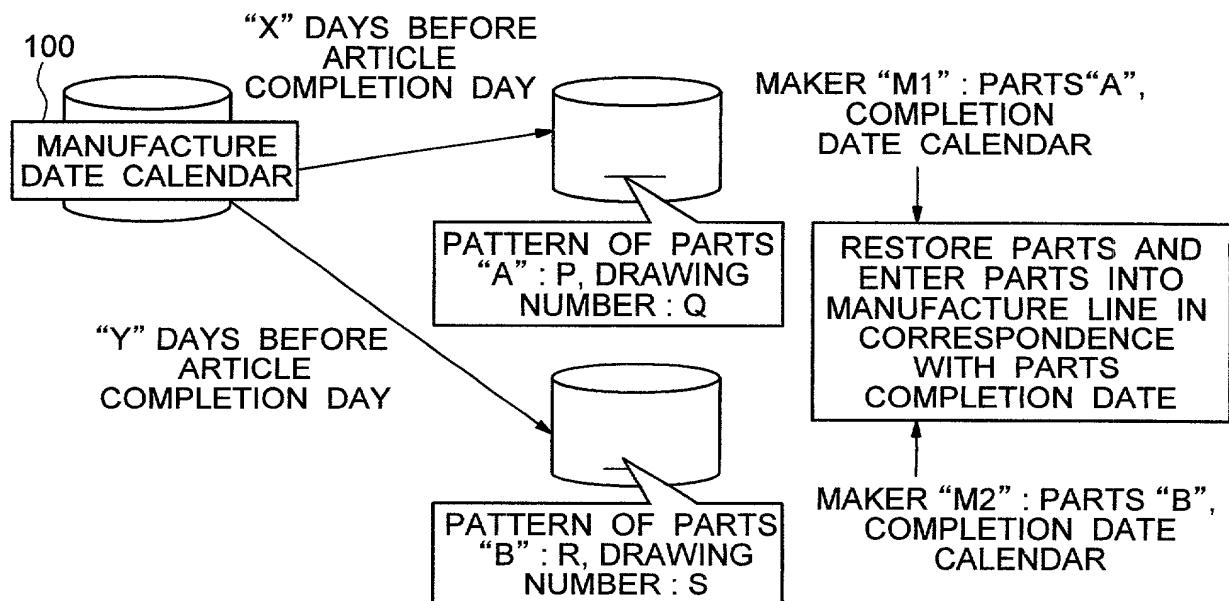 100
“X” DAYS BEFORE
ARTICLE
COMPLETION DAY
MANUFACTURE
DATE CALENDAR
MAKER “M1” : PARTS“A”,
COMPLETION
DATE CALENDAR
PATTERN OF PARTS
“A” : P, DRAWING
NUMBER : Q
RESTORE PARTS AND
ENTER PARTS INTO
MANUFACTURE LINE IN
CORRESPONDENCE
WITH PARTS
COMPLETION DATE
“Y” DAYS BEFORE
ARTICLE
COMPLETION DAY
PATTERN OF PARTS
“B” : R, DRAWING
NUMBER : S
MAKER “M2” : PARTS “B”,
COMPLETION DATE
CALENDAR